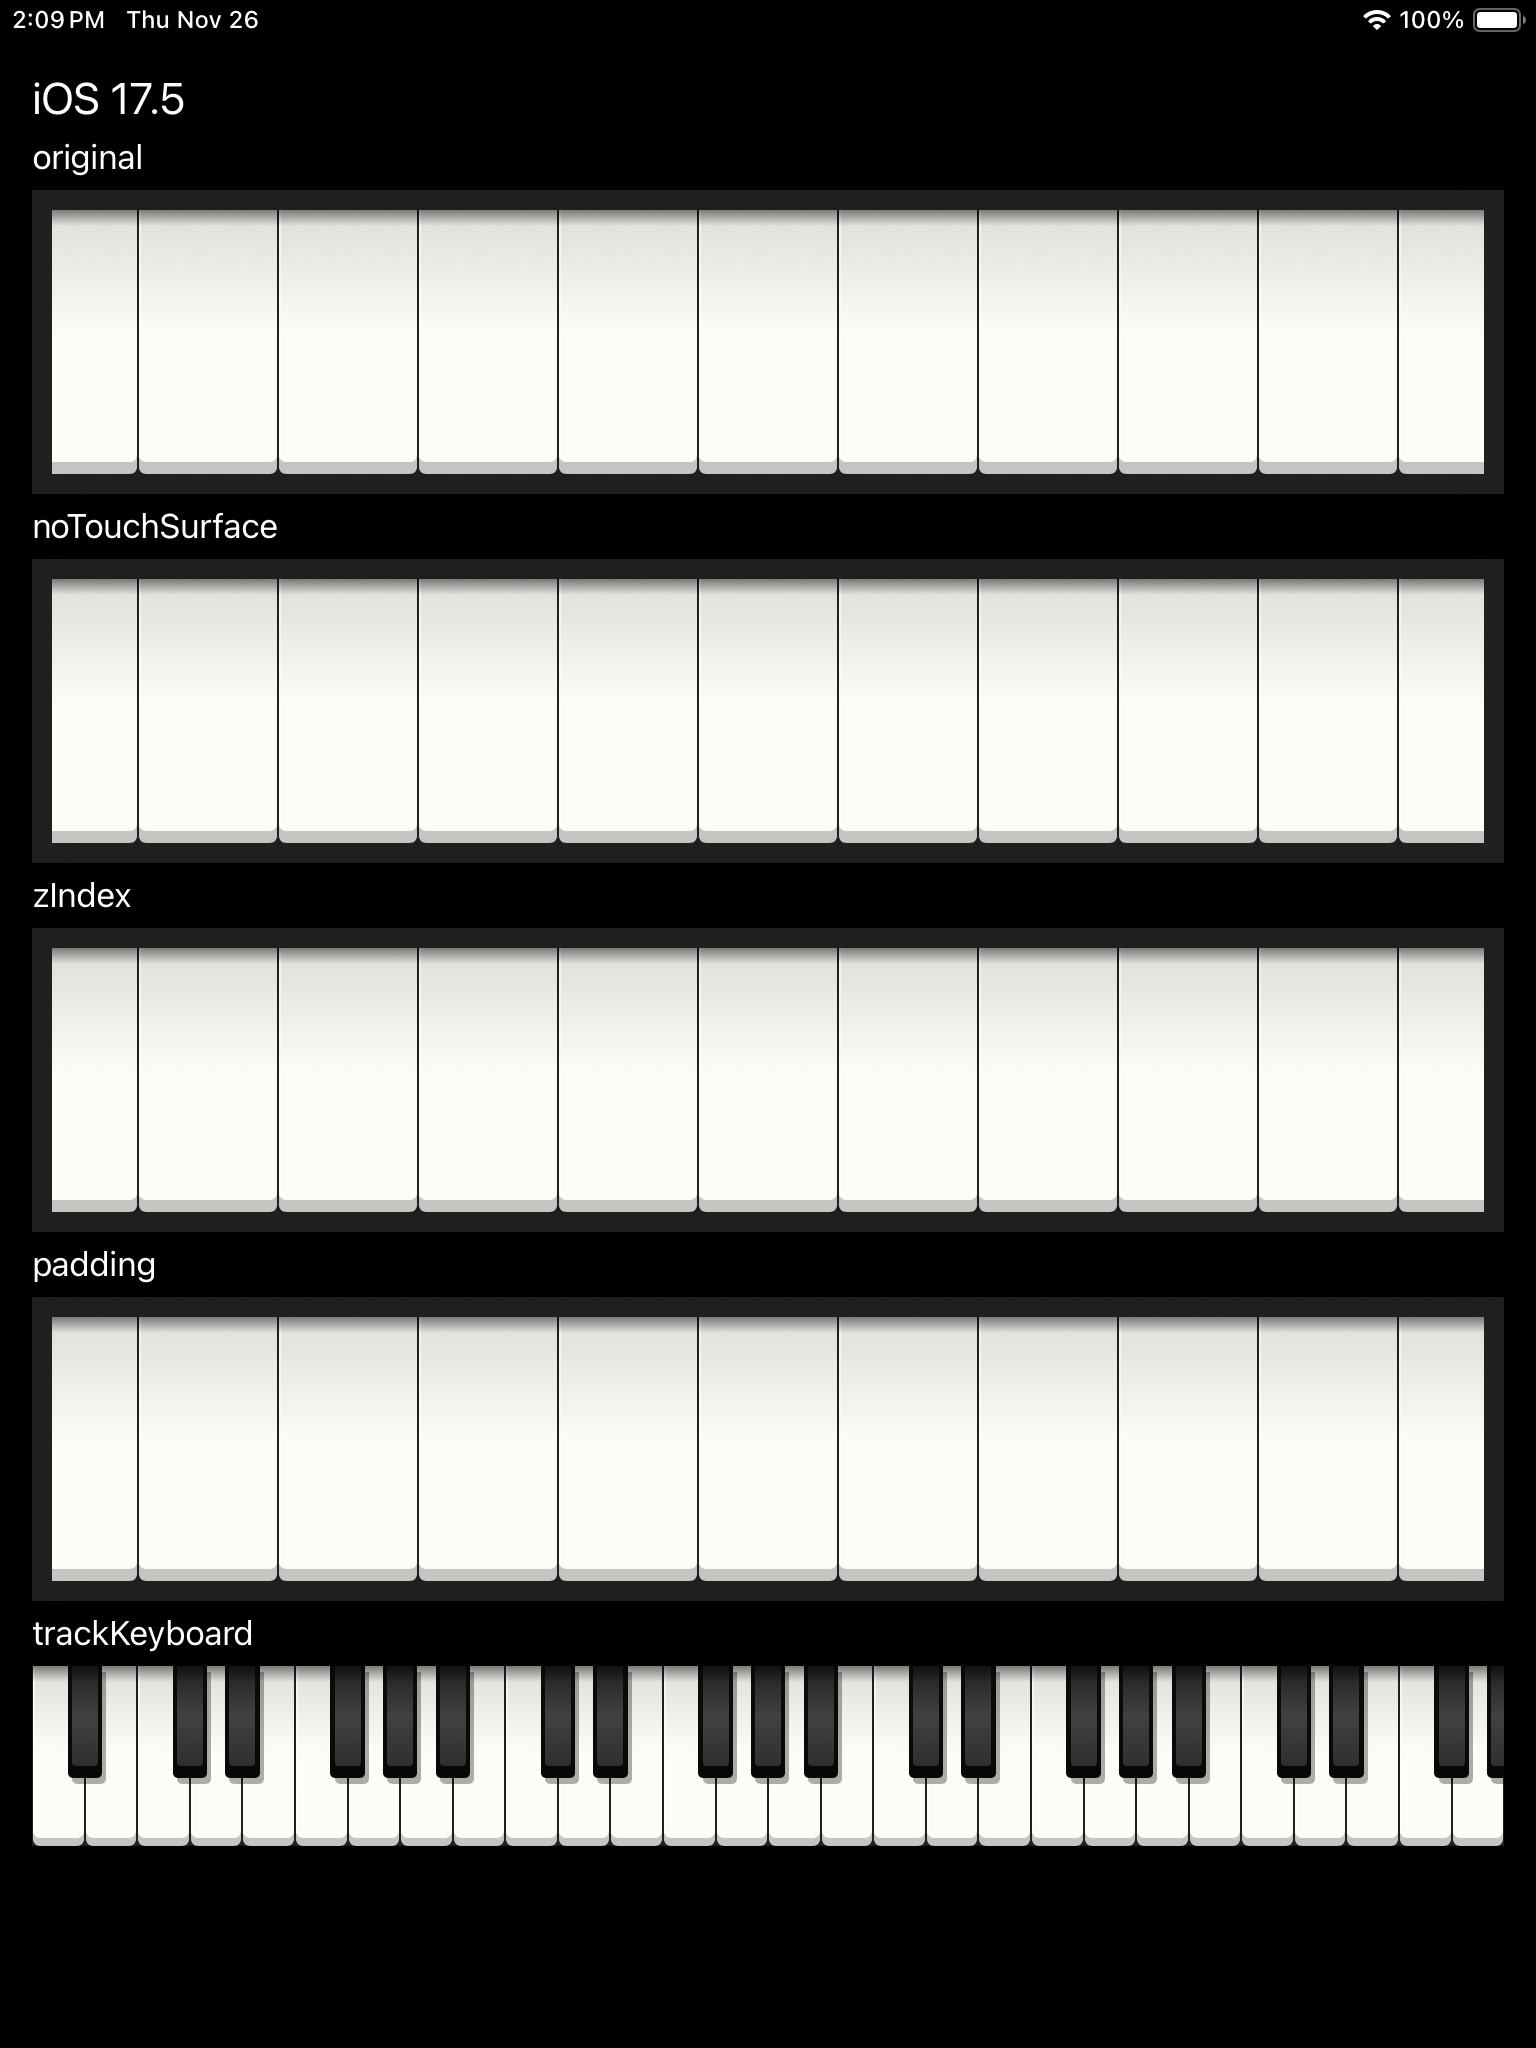 2:09 PM Thu Nov 26 100%
iOS 17.5
original
noTouchSurface
zIndex
padding
trackKeyboard